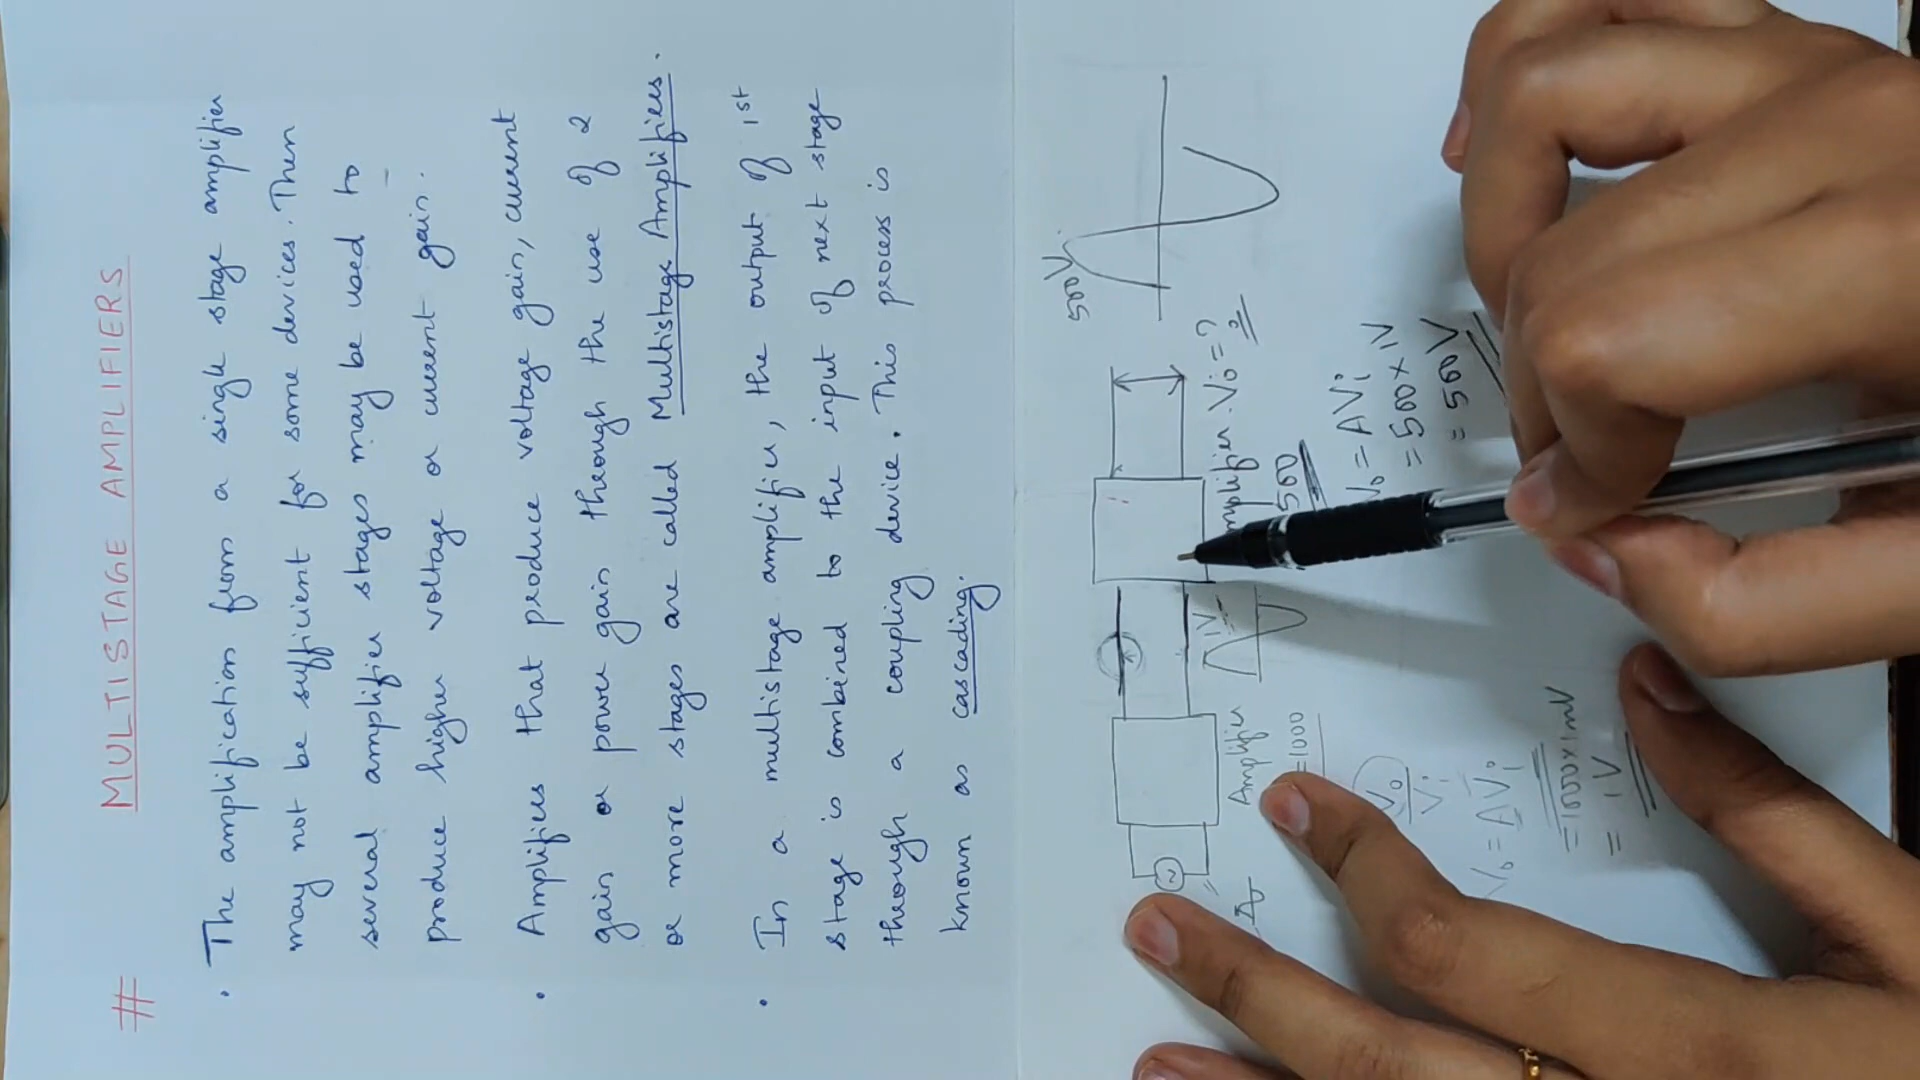 # MULTISTAGE AMPLIFIERS
• The amplification from a single stage amplifier
may not be sufficient for some devices. Then
several amplifier stages may be used to
produce higher voltage or current gain.
• Amplifiers that produce voltage gain, current
gain or power gain through the use of 2
or more stages are called Multistage Amplifiers.
• In a multistage amplifier, the output of 1st
stage is combined to the input of next stage
through a coupling device. This process is
known as cascading.
500V
1V
Amplifier
=1000
Vo
Vi
Vo = AVi
= 1000 x 1mV
= 1V
Vo = ?
500
Vo = AVi
= 500 x 1V
= 500V